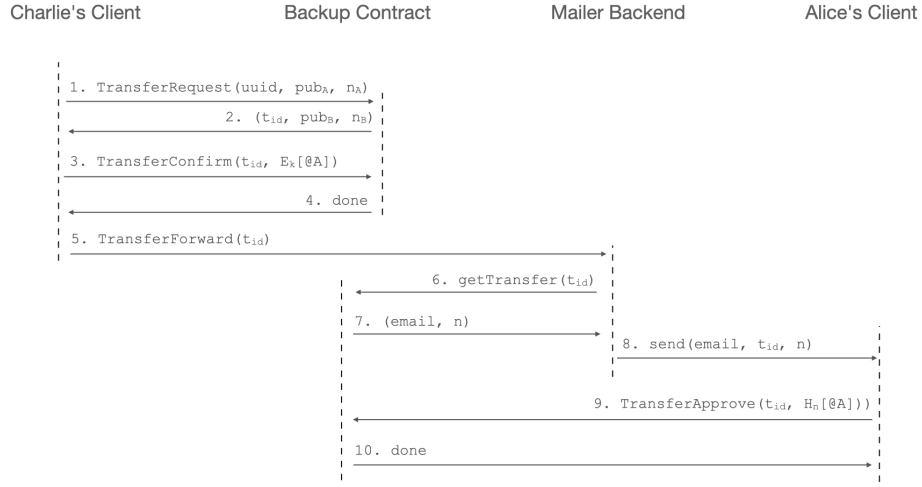 Charlie's Client Backup Contract Mailer Backend Alice's Client
1. TransferRequest(uuid, pubA, nA)
2. (tid, pubB, nB)
3. TransferConfirm(tid, Ek[@A])
4. done
5. TransferForward(tid)
6. getTransfer(tid)
7. (email, n)
8. send(email, tid, n)
9. TransferApprove(tid, Hn[@A]))
10. done